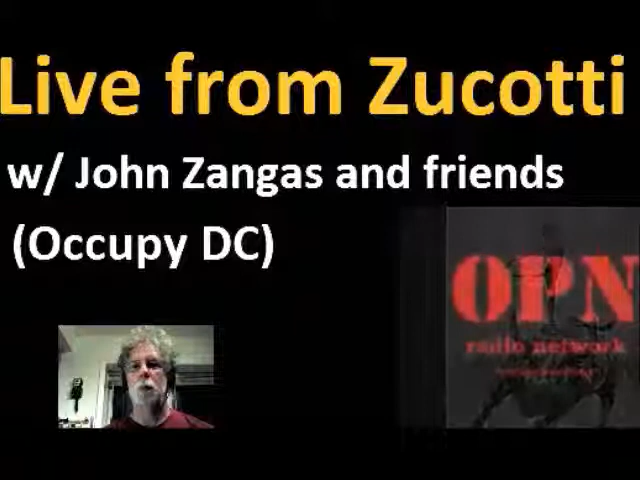 Live from Zucotti
w/ John Zangas and friends
(Occupy DC)
OPN
radio network